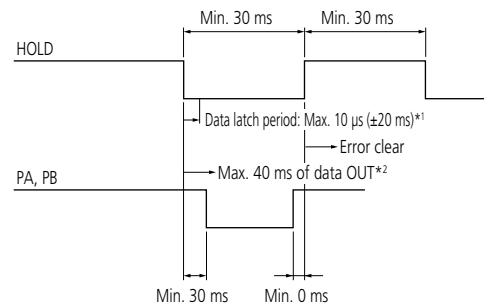 Min. 30 ms Min. 30 ms
HOLD
Data latch period: Max. 10 µs (±20 ms)*1
Error clear
Max. 40 ms of data OUT*2
PA, PB
Min. 30 ms Min. 0 ms